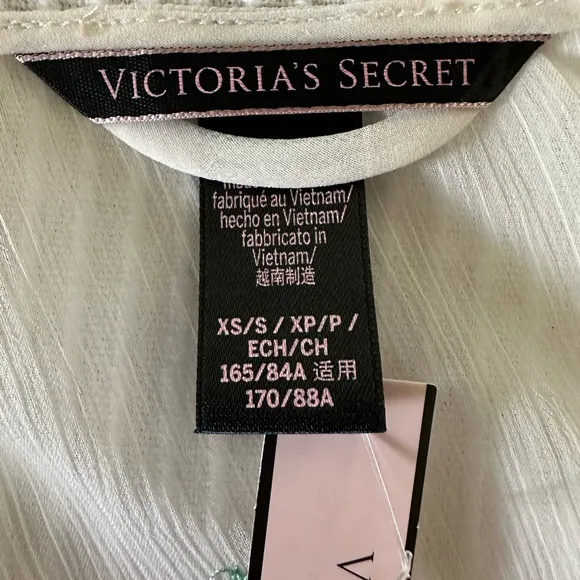 VICTORIA'S SECRET
fabriqué au Vietnam/
hecho en Vietnam/
fabbricato in
Vietnam/
越南制造
XS/S / XP/P /
ECH/CH
165/84A 适用
170/88A
V